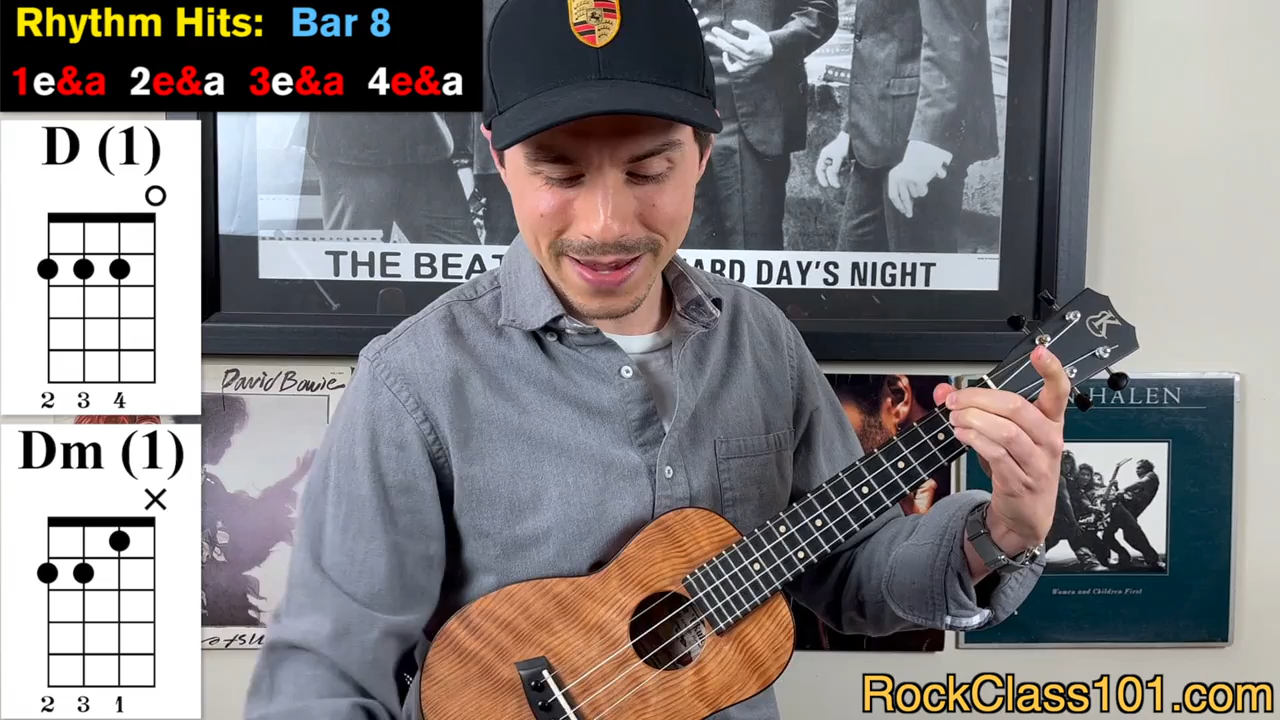 Rhythm Hits: Bar 8
1e&a 2e&a 3e&a 4e&a
D (1)
2 3 4
Dm (1)
×
2 3 1
THE BEA
ARD DAY'S NIGHT
David Bowie
N HALEN
Women and Children First
RockClass101.com